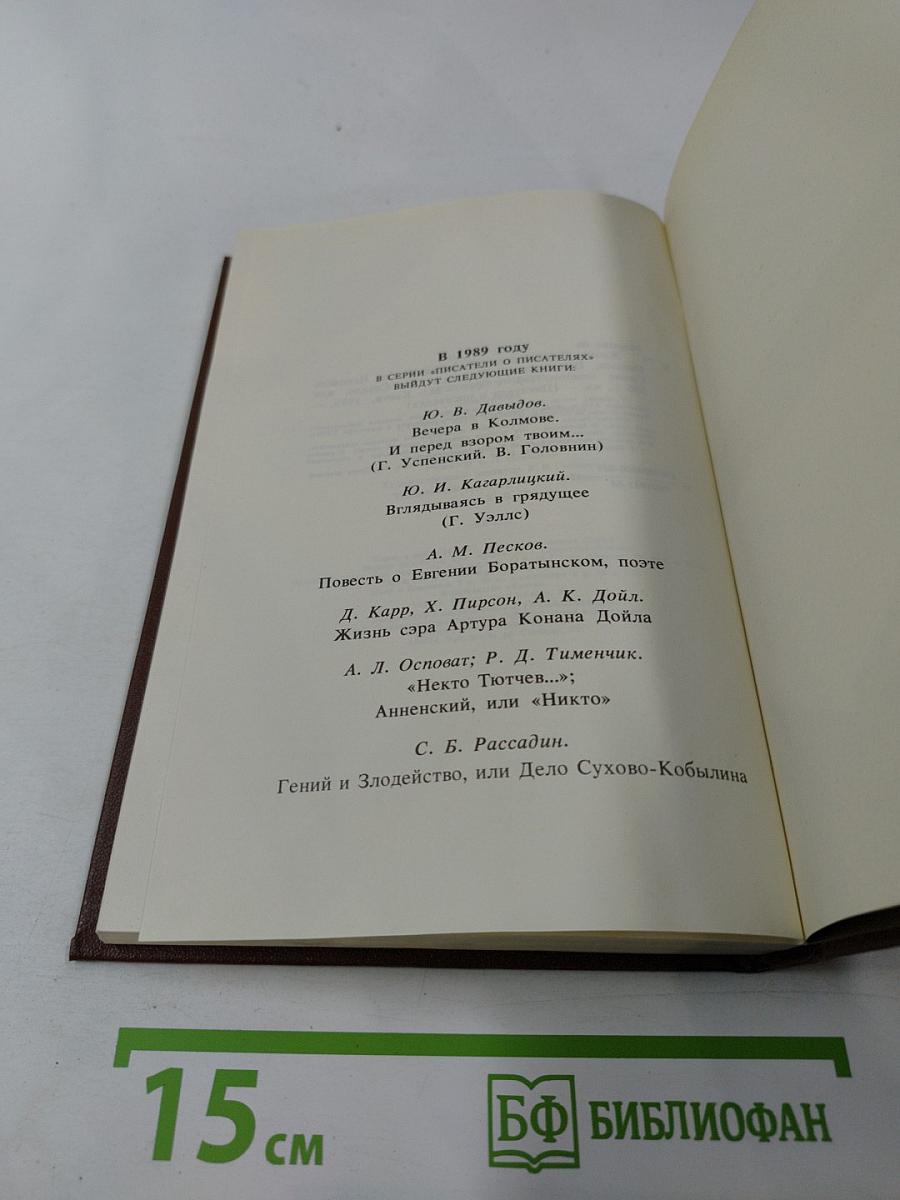 В 1989 году
В СЕРИИ «ПИСАТЕЛИ О ПИСАТЕЛЯХ»
ВЫЙДУТ СЛЕДУЮЩИЕ КНИГИ:
Ю. В. Давыдов.
Вечера в Колмове.
И перед взором твоим...
(Г. Успенский. В. Головнин)
Ю. И. Кагарлицкий.
Вглядываясь в грядущее
(Г. Уэллс)
А. М. Песков.
Повесть о Евгении Боратынском, поэте
Д. Карр, Х. Пирсон, А. К. Дойл.
Жизнь сэра Артура Конана Дойла
А. Л. Осповат; Р. Д. Тименчик.
«Некто Тютчев...»;
Анненский, или «Никто»
С. Б. Рассадин.
Гений и Злодейство, или Дело Сухово-Кобылина
15 см
БФ БИБЛИОФАН